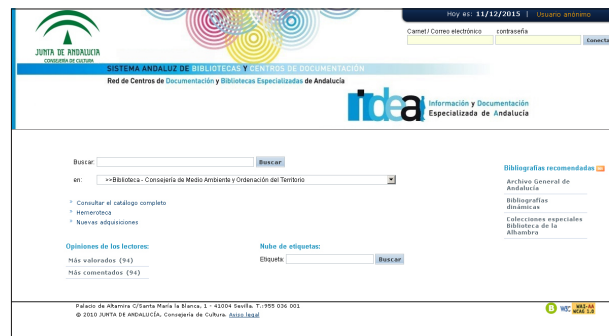 Hoy es: 11/12/2015 | Usuario anónimo
Carnet / Correo electrónico contraseña
Conecta
JUNTA DE ANDALUCIA
CONSEJERÍA DE CULTURA
SISTEMA ANDALUZ DE BIBLIOTECAS Y CENTROS DE DOCUMENTACIÓN
Red de Centros de Documentación y Bibliotecas Especializadas de Andalucía
idea
Información y Documentación
Especializada de Andalucía
Buscar: Buscar
en: >>Biblioteca - Consejería de Medio Ambiente y Ordenación del Territorio
Consultar el catálogo completo
Hemeroteca
Nuevas adquisiciones
Bibliografías recomendadas
Archivo General de
Andalucía
Bibliografías
dinámicas
Colecciones especiales
Biblioteca de la
Alhambra
Opiniones de los lectores:
Más valorados (94)
Más comentados (94)
Nube de etiquetas:
Etiqueta: Buscar
Palacio de Altamira C/Santa María la Blanca, 1 - 41004 Sevilla, T.:955 036 001
© 2010 JUNTA DE ANDALUCÍA, Consejería de Cultura. Aviso legal
W3C WAI-AA
WCAG 1.0